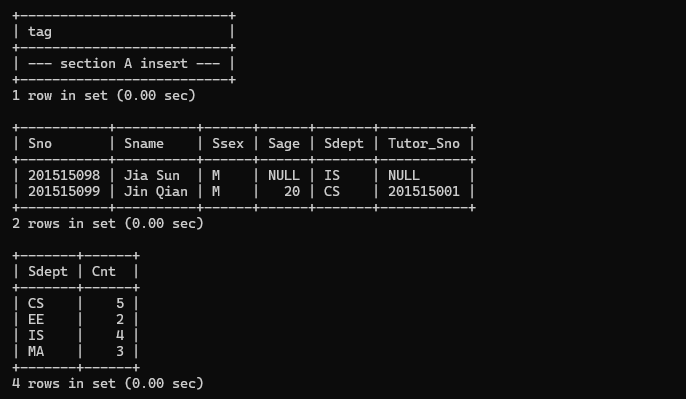 +--------------------------+
| tag                      |
+--------------------------+
| --- section A insert --- |
+--------------------------+
1 row in set (0.00 sec)

+-----------+----------+------+------+-------+-----------+
| Sno       | Sname    | Ssex | Sage | Sdept | Tutor_Sno |
+-----------+----------+------+------+-------+-----------+
| 201515098 | Jia Sun  | M    | NULL | IS    | NULL      |
| 201515099 | Jin Qian | M    |   20 | CS    | 201515001 |
+-----------+----------+------+------+-------+-----------+
2 rows in set (0.00 sec)

+-------+------+
| Sdept | Cnt  |
+-------+------+
| CS    |    5 |
| EE    |    2 |
| IS    |    4 |
| MA    |    3 |
+-------+------+
4 rows in set (0.00 sec)